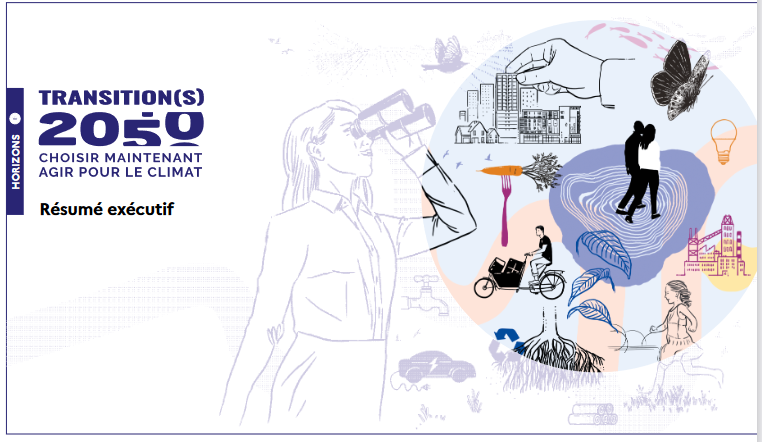 HORIZONS
TRANSITION(S)
2050
CHOISIR MAINTENANT
AGIR POUR LE CLIMAT
Résumé exécutif